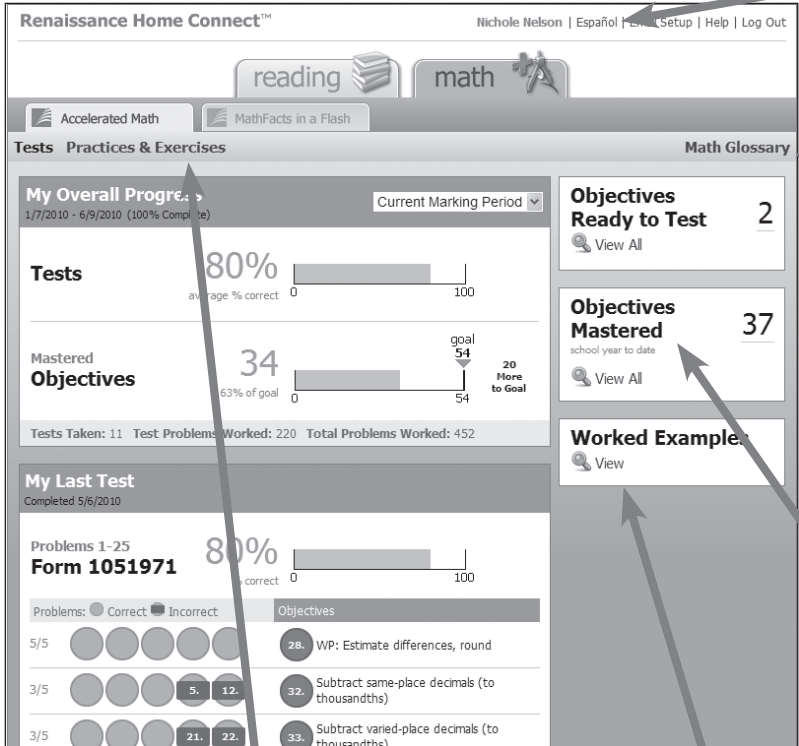 Renaissance Home Connect™
Nichole Nelson | Español | Email Setup | Help | Log Out
reading math
Accelerated Math MathFacts in a Flash
Tests Practices & Exercises Math Glossary
My Overall Progress
Current Marking Period
1/7/2010 - 6/9/2010 (100% Complete)
Tests
80%
average % correct
0 100
Mastered
Objectives
34
63% of goal
goal
54
0 54
20
More
to Goal
Tests Taken: 11 Test Problems Worked: 220 Total Problems Worked: 452
My Last Test
Completed 5/6/2010
Problems 1-25
Form 1051971
80%
correct
0 100
Problems: Correct Incorrect Objectives
5/5 28. WP: Estimate differences, round
3/5 5. 12. 32. Subtract same-place decimals (to
thousandths)
3/5 21. 22. 33. Subtract varied-place decimals (to
thousandths)
Objectives
Ready to Test
2
View All
Objectives
Mastered
37
school year to date
View All
Worked Examples
View